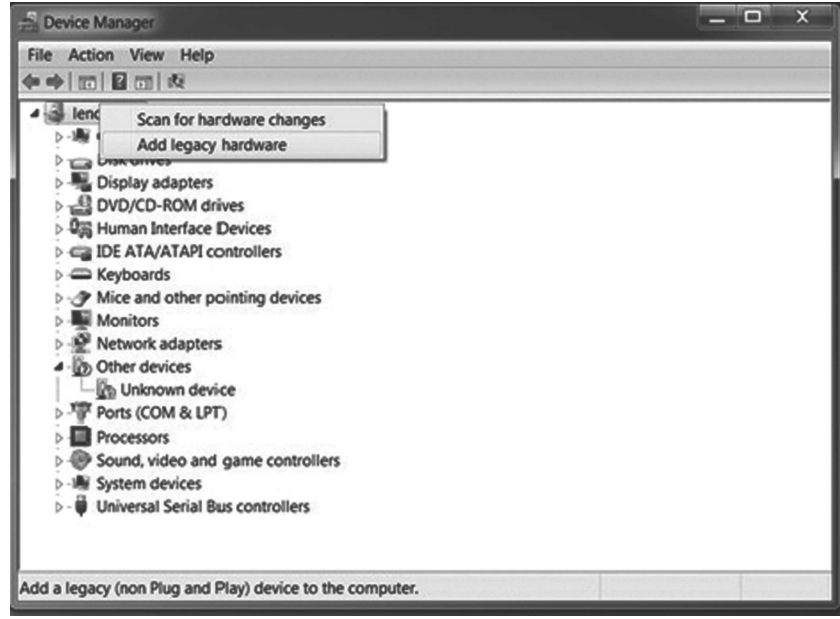 Device Manager
File Action View Help
Scan for hardware changes
Add legacy hardware
Disk drives
Display adapters
DVD/CD-ROM drives
Human Interface Devices
IDE ATA/ATAPI controllers
Keyboards
Mice and other pointing devices
Monitors
Network adapters
Other devices
Unknown device
Ports (COM & LPT)
Processors
Sound, video and game controllers
System devices
Universal Serial Bus controllers
Add a legacy (non Plug and Play) device to the computer.